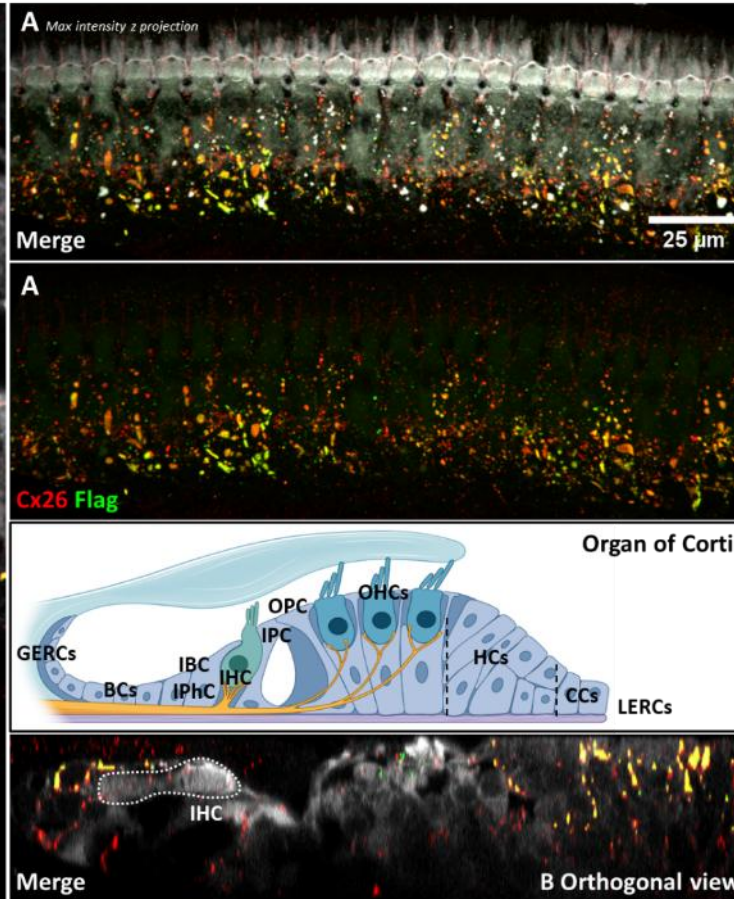 A Max intensity z projection
Merge
25 µm
A
Cx26 Flag
Organ of Corti
OPC
OHCs
IPC
GERCs
IBC
IHC
HCs
BCs
IPhC
CCs
LERCs
IHC
Merge
B Orthogonal view